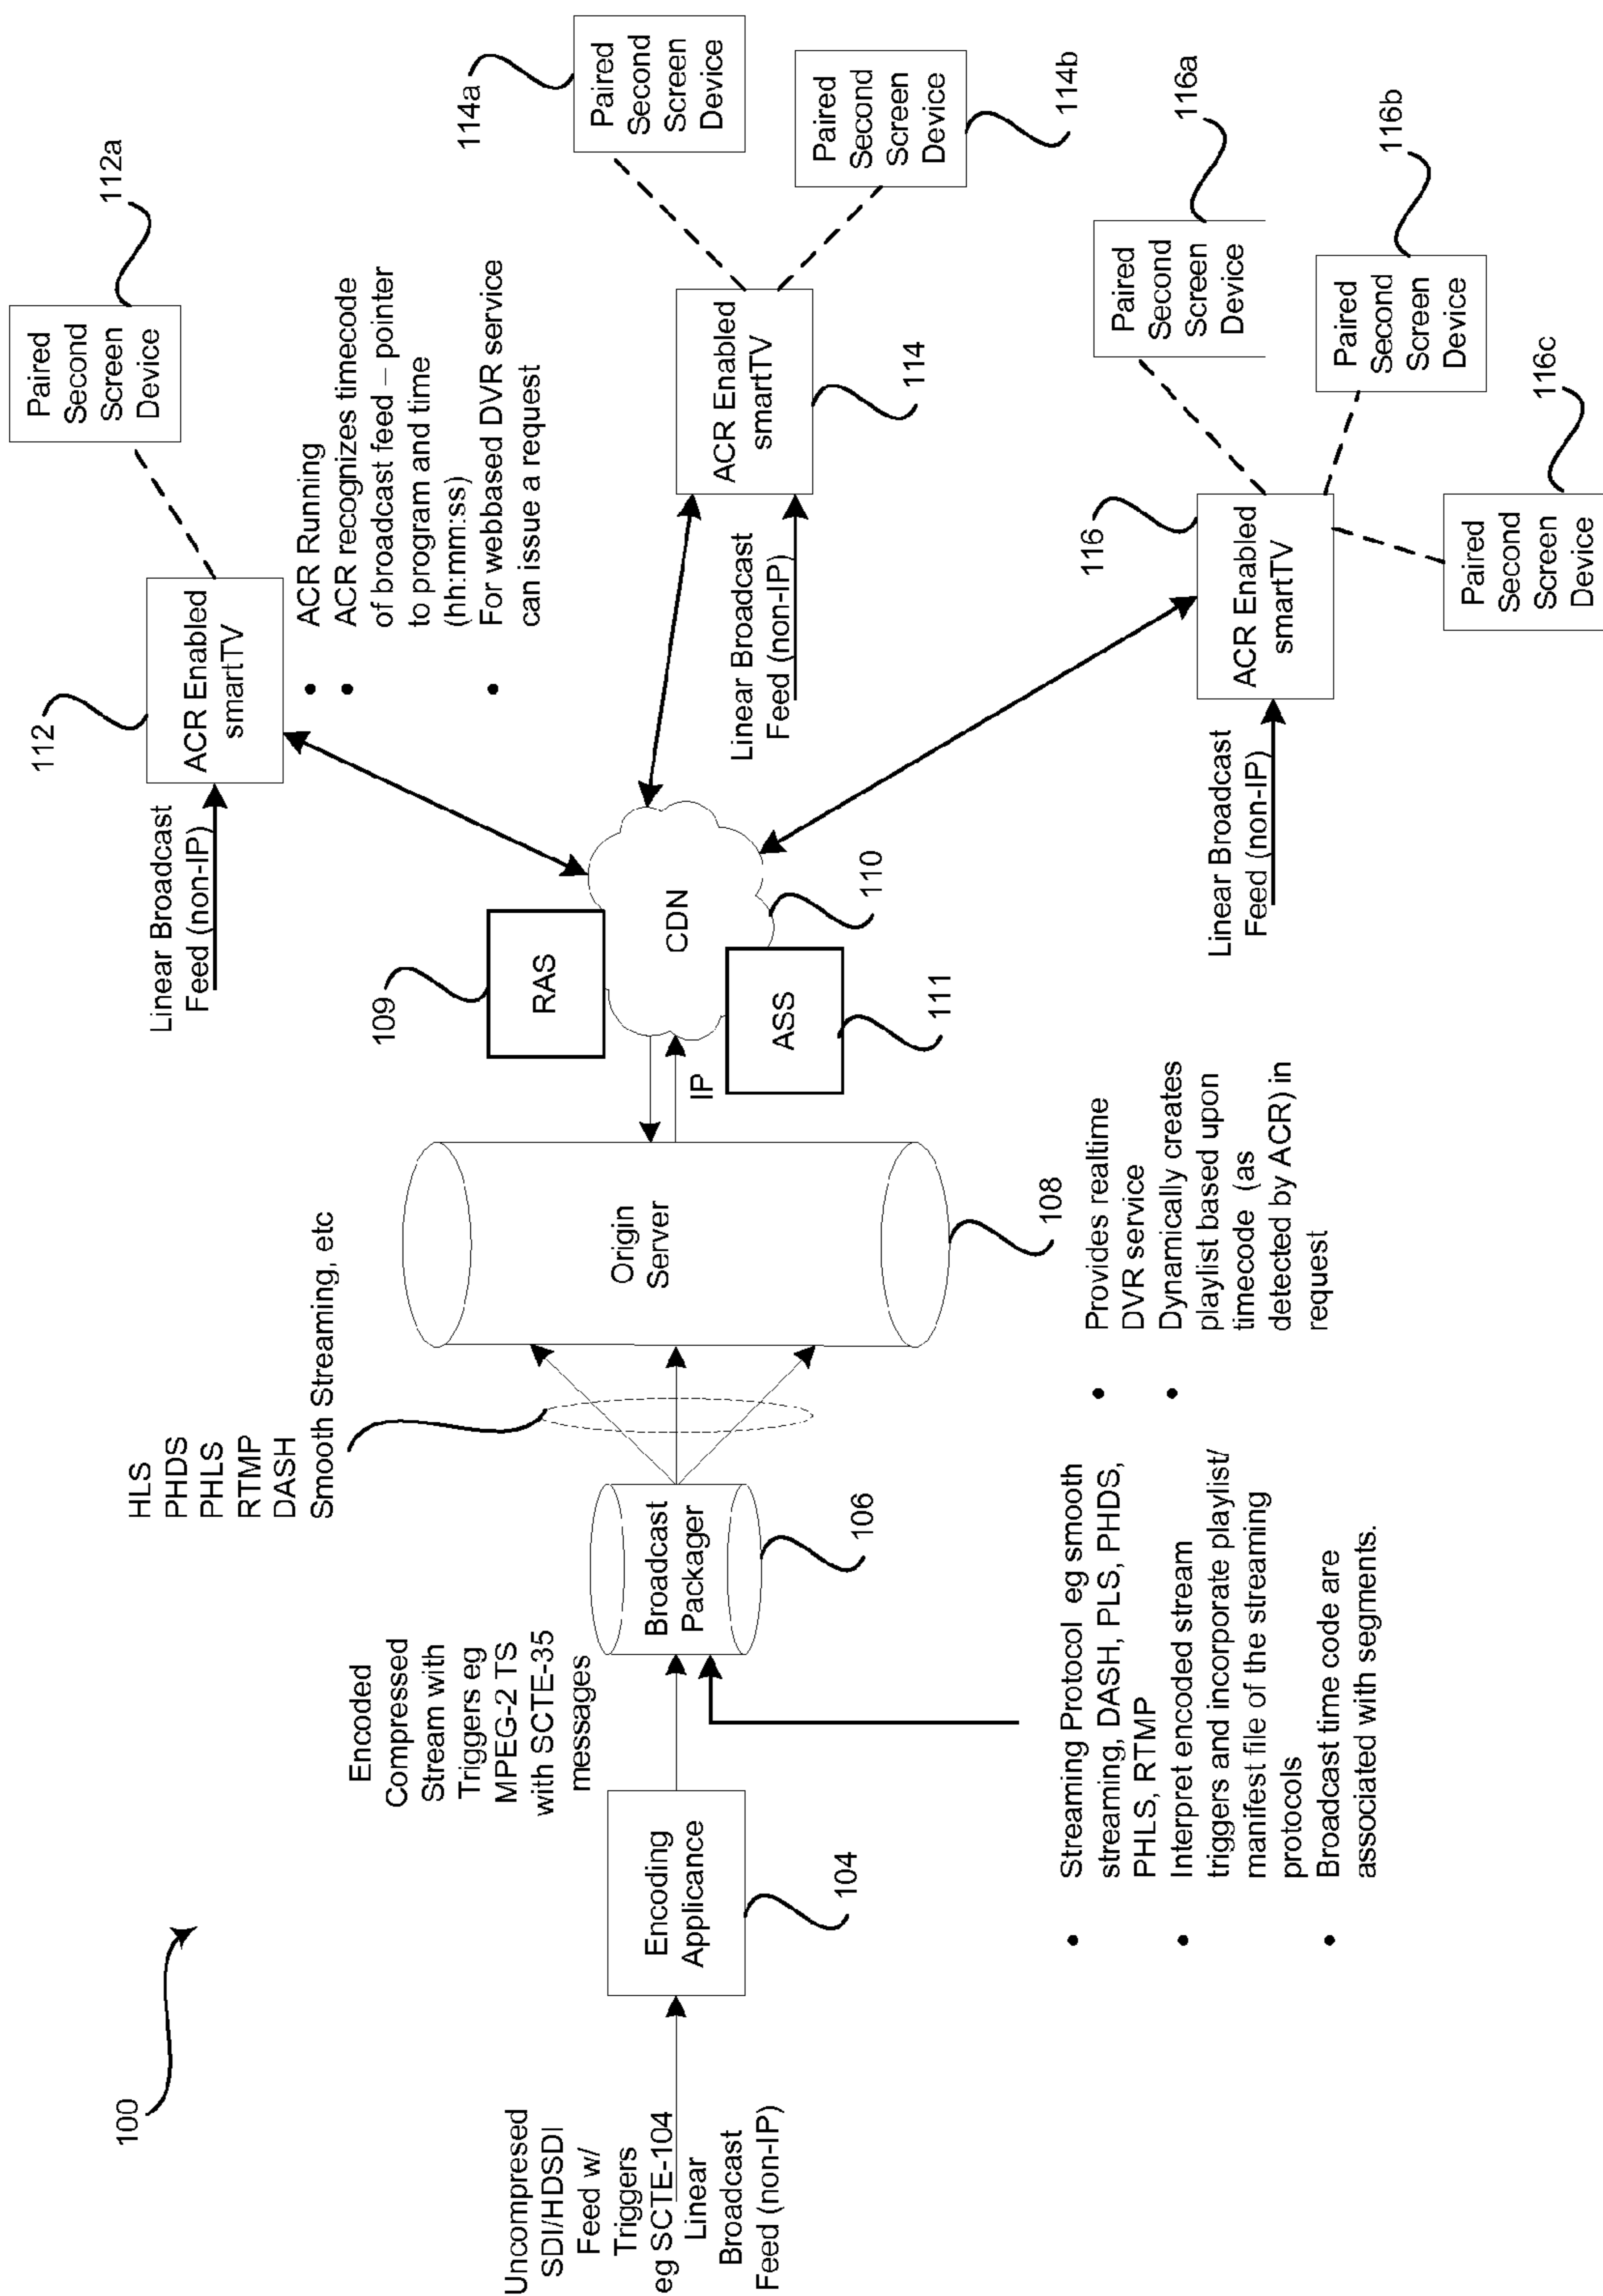 100
Uncompresed
SDI/HDSDI
Feed w/
Triggers
eg SCTE-104
Linear
Broadcast
Feed (non-IP)
Encoding
Applicance
104
Encoded
Compressed
Stream with
Triggers eg
MPEG-2 TS
with SCTE-35
messages
Broadcast
Packager
106
Streaming Protocol eg smooth
streaming, DASH, PLS, PHDS,
PHLS, RTMP
Interpret encoded stream
triggers and incorporate playlist/
manifest file of the streaming
protocols
Broadcast time code are
associated with segments.
HLS
PHDS
PHLS
RTMP
DASH
Smooth Streaming, etc
Origin
Server
108
Provides realtime
DVR service
Dynamically creates
playlist based upon
timecode (as
detected by ACR) in
request
IP
RAS
109
CDN
110
ASS
111
Linear Broadcast
Feed (non-IP)
ACR Enabled
smartTV
112
Paired
Second
Screen
Device
112a
ACR Running
ACR recognizes timecode
of broadcast feed – pointer
to program and time
(hh:mm:ss)
For webbased DVR service
can issue a request
Linear Broadcast
Feed (non-IP)
ACR Enabled
smartTV
114
Paired
Second
Screen
Device
114a
Paired
Second
Screen
Device
114b
Linear Broadcast
Feed (non-IP)
ACR Enabled
smartTV
116
Paired
Second
Screen
Device
116a
Paired
Second
Screen
Device
116b
Paired
Second
Screen
Device
116c